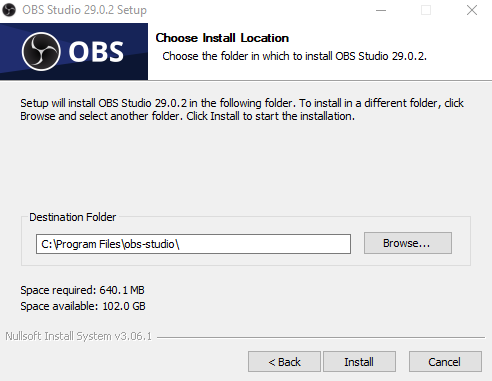 OBS Studio 29.0.2 Setup
OBS
Choose Install Location
Choose the folder in which to install OBS Studio 29.0.2.
Setup will install OBS Studio 29.0.2 in the following folder. To install in a different folder, click
Browse and select another folder. Click Install to start the installation.
Destination Folder
C:\Program Files\obs-studio\
Browse...
Space required: 640.1 MB
Space available: 102.0 GB
Nullsoft Install System v3.06.1
< Back
Install
Cancel